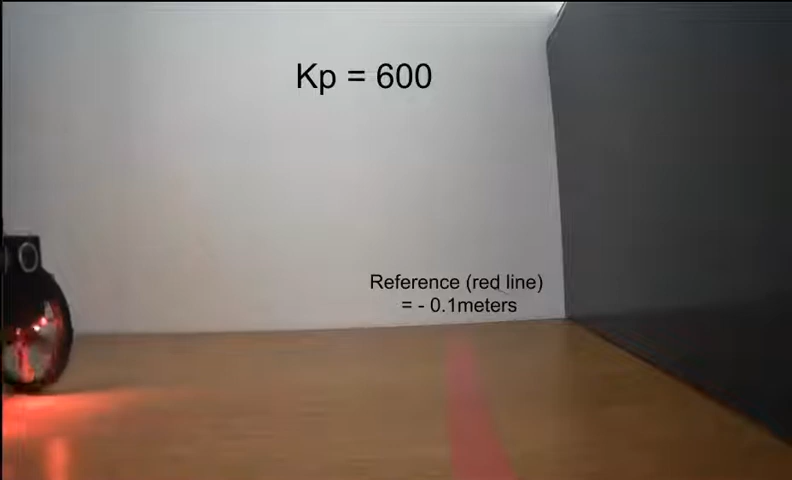 Kp = 600
Reference (red line)
= - 0.1meters